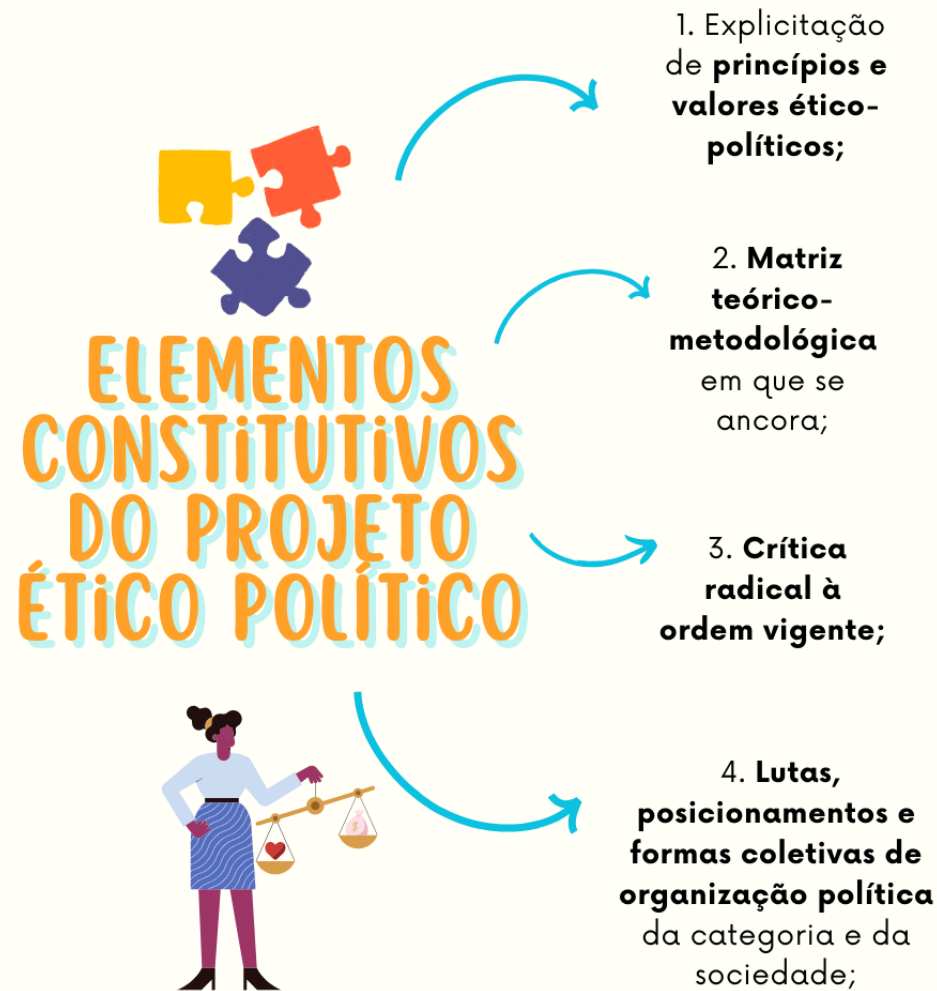 ELEMENTOS
CONSTiTUTiVOS
DO PROJETO
ÉTiCO POLÍTiCO
1. Explicitação
de princípios e
valores ético-
políticos;
2. Matriz
teórico-
metodológica
em que se
ancora;
3. Crítica
radical à
ordem vigente;
4. Lutas,
posicionamentos e
formas coletivas de
organização política
da categoria e da
sociedade;
$